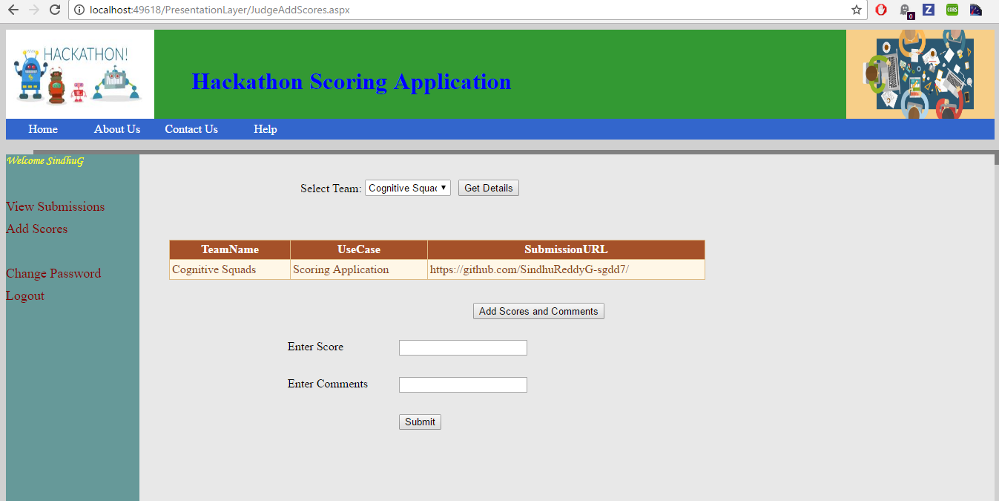 localhost:49618/PresentationLayer/JudgeAddScores.aspx
0
Z
CORS
HACKATHON!
Hackathon Scoring Application
Home About Us Contact Us Help
Welcome SindhuG
Select Team: Cognitive Squac Get Details
View Submissions
Add Scores
Change Password
Logout
TeamName UseCase SubmissionURL
Cognitive Squads Scoring Application https://github.com/SindhuReddyG-sgdd7/
Add Scores and Comments
Enter Score
Enter Comments
Submit